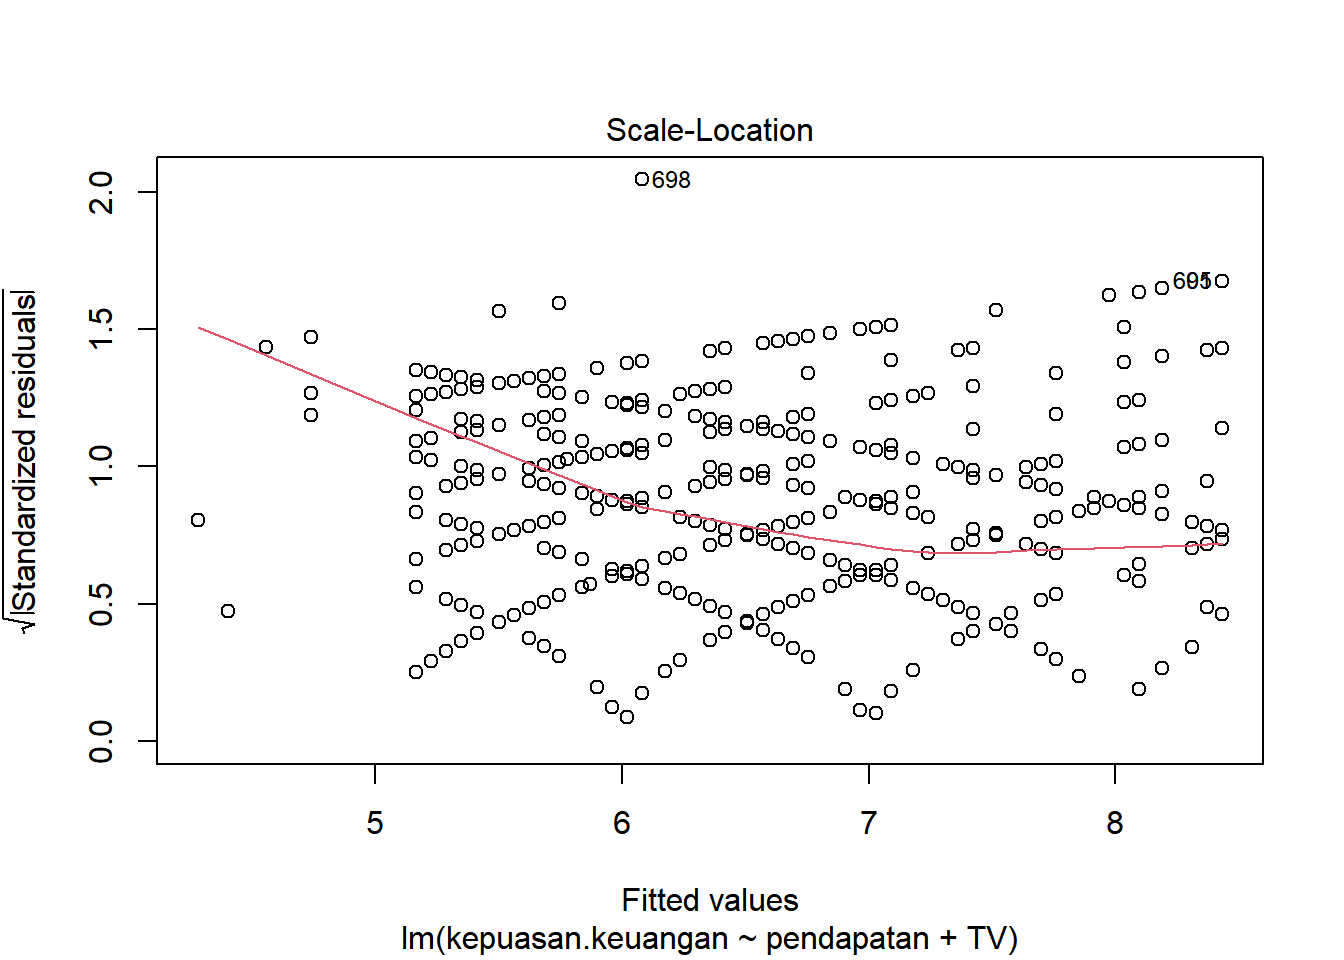 Scale-Location
√|Standardized residuals|
2.0
1.5
1.0
0.5
0.0
698
695
5
6
7
8
Fitted values
lm(kepuasan.keuangan ~ pendapatan + TV)